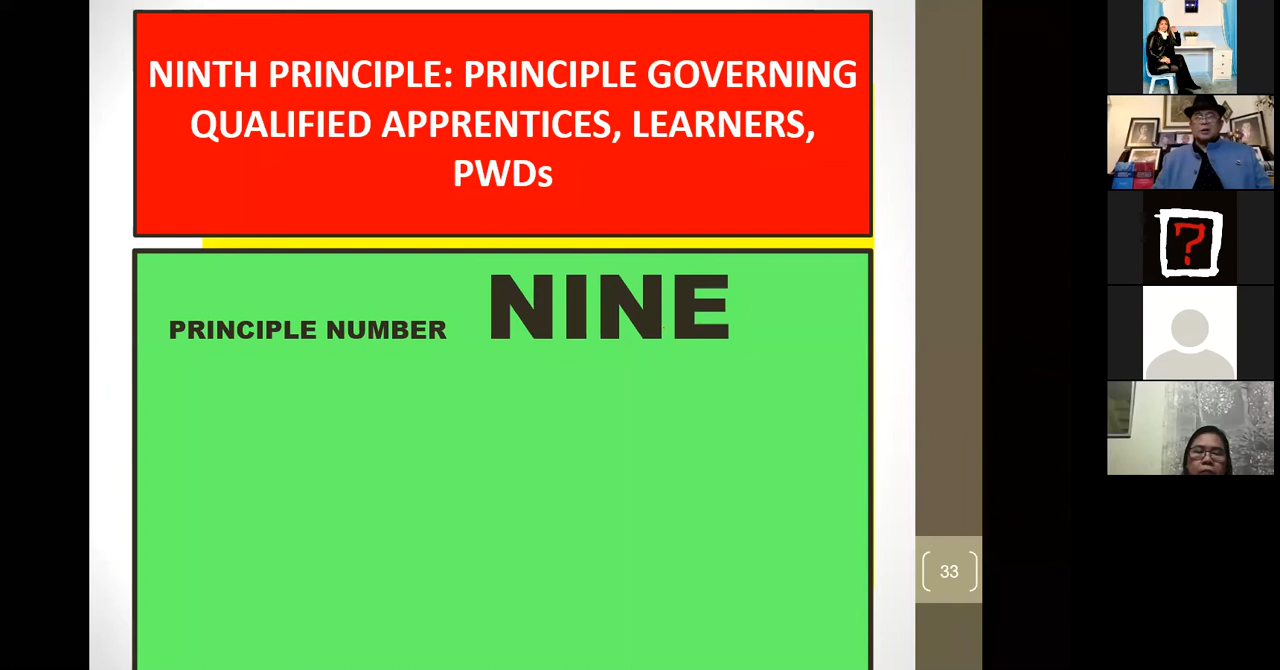 NINTH PRINCIPLE: PRINCIPLE GOVERNING
QUALIFIED APPRENTICES, LEARNERS,
PWDs
PRINCIPLE NUMBER NINE
33
?